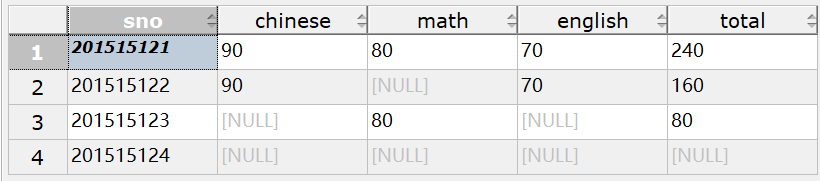 sno chinese math english total
1 201515121 90 80 70 240
2 201515122 90 [NULL] 70 160
3 201515123 [NULL] 80 [NULL] 80
4 201515124 [NULL] [NULL] [NULL] [NULL]